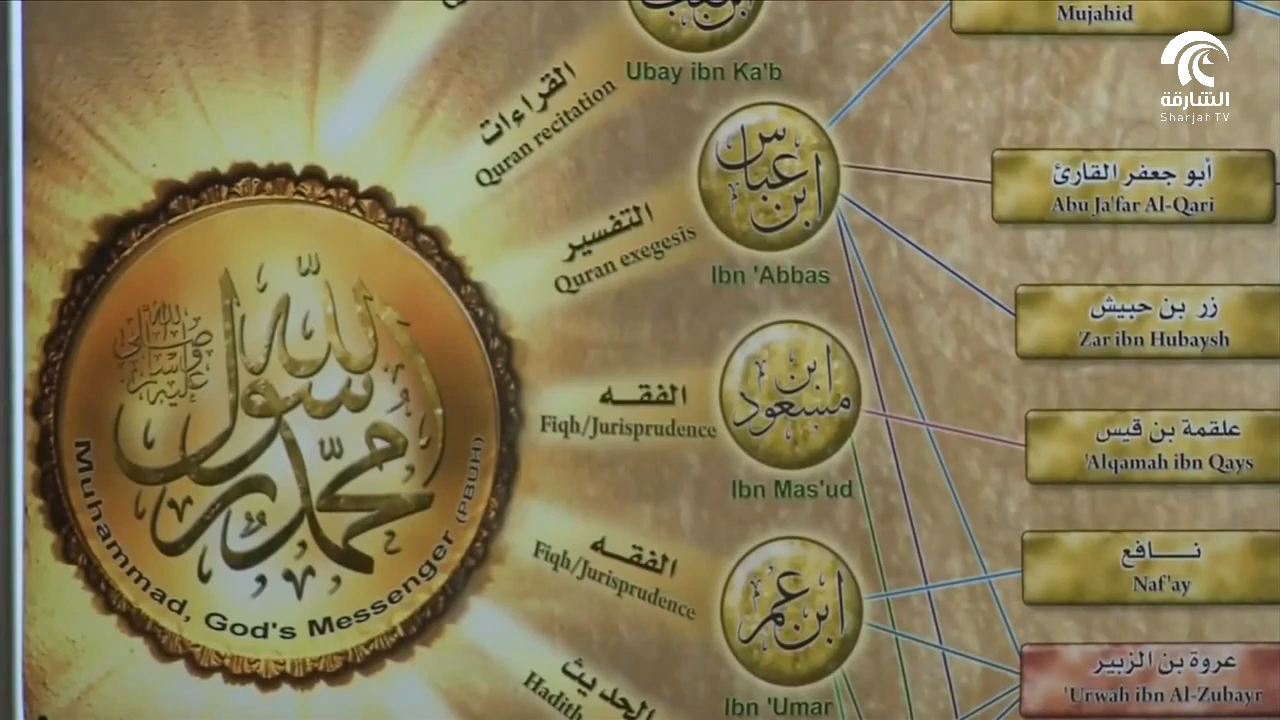 Mujahid
الشارقة
Sharjah TV
Ubay ibn Ka'b
القراءات
Quran recitation
ابن عباس
Ibn 'Abbas
أبو جعفر القارئ
Abu Ja'far Al-Qari
التفسير
Quran exegesis
زر بن حبيش
Zar ibn Hubaysh
محمد رسول الله
صلى الله عليه وسلم
Muhammad, God's Messenger (PBUH)
الفقه
Fiqh/Jurisprudence
ابن مسعود
Ibn Mas'ud
علقمة بن قيس
'Alqamah ibn Qays
الفقه
Fiqh/Jurisprudence
ابن عمر
Ibn 'Umar
نافع
Naf'ay
عروة بن الزبير
'Urwah ibn Al-Zubayr
الحديث
Hadith